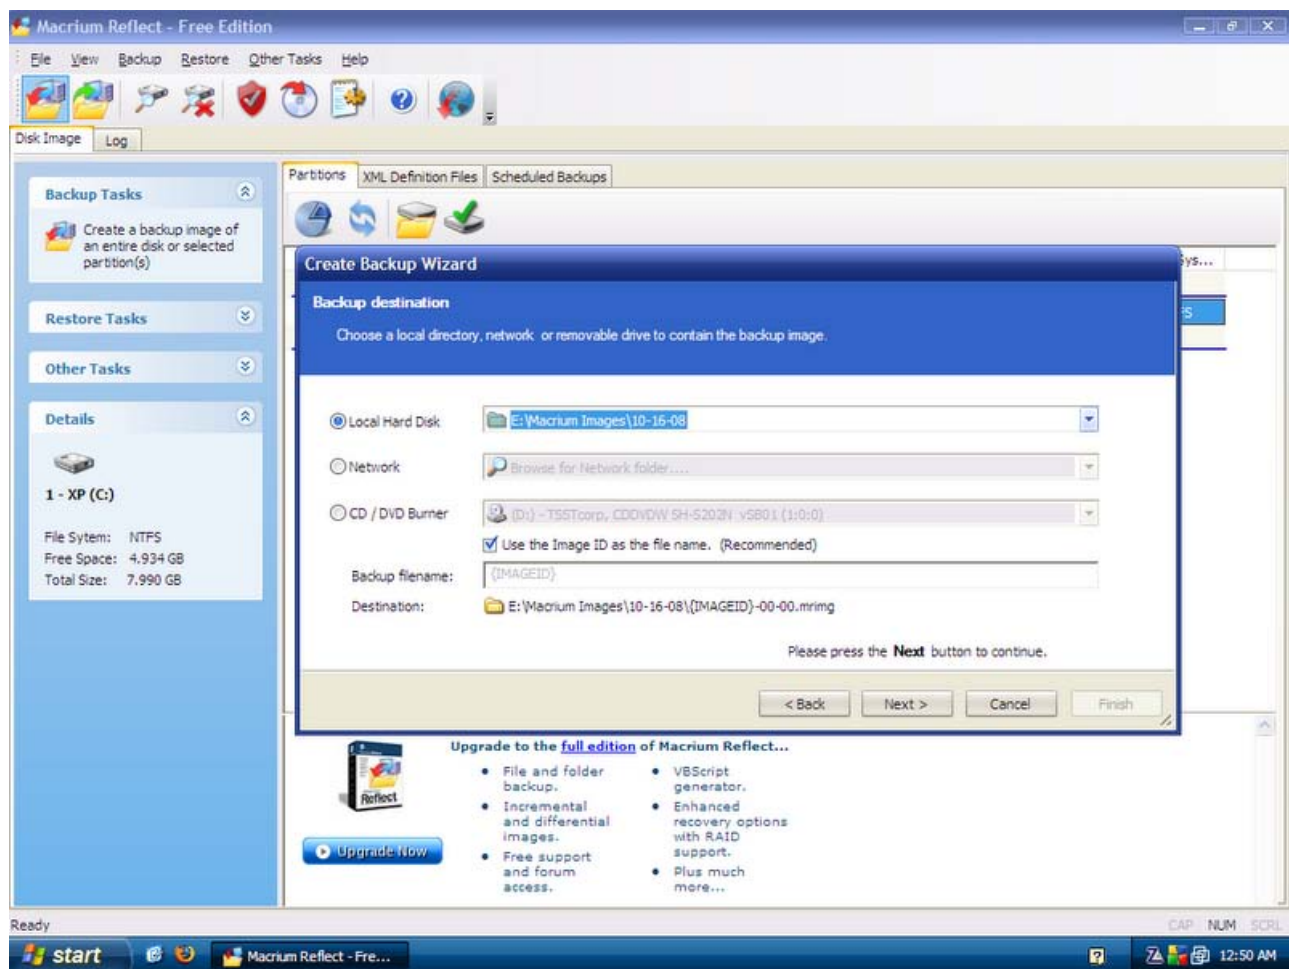 Macrium Reflect - Free Edition
File View Backup Restore Other Tasks Help
Disk Image Log
Backup Tasks
Create a backup image of
an entire disk or selected
partition(s)
Restore Tasks
Other Tasks
Details
1 - XP (C:)
File Sytem: NTFS
Free Space: 4.934 GB
Total Size: 7.990 GB
Partitions XML Definition Files Scheduled Backups
Sys...
Create Backup Wizard
Backup destination
Choose a local directory, network or removable drive to contain the backup image.
Local Hard Disk E:\Macrium Images\10-16-08
Network Browse for Network folder....
CD / DVD Burner (D:) - TSSTcorp, CDDVDW SH-S202N vSB01 (1:0:0)
Use the Image ID as the file name. (Recommended)
Backup filename: {IMAGEID}
Destination: E:\Macrium Images\10-16-08\{IMAGEID}-00-00.mrimg
Please press the Next button to continue.
< Back Next > Cancel Finish
Reflect
Upgrade Now
Upgrade to the full edition of Macrium Reflect...
• File and folder
backup.
• Incremental
and differential
images.
• Free support
and forum
access.
• VBScript
generator.
• Enhanced
recovery options
with RAID
support.
• Plus much
more...
Ready CAP NUM SCRL
start Macrium Reflect - Fre... 12:50 AM